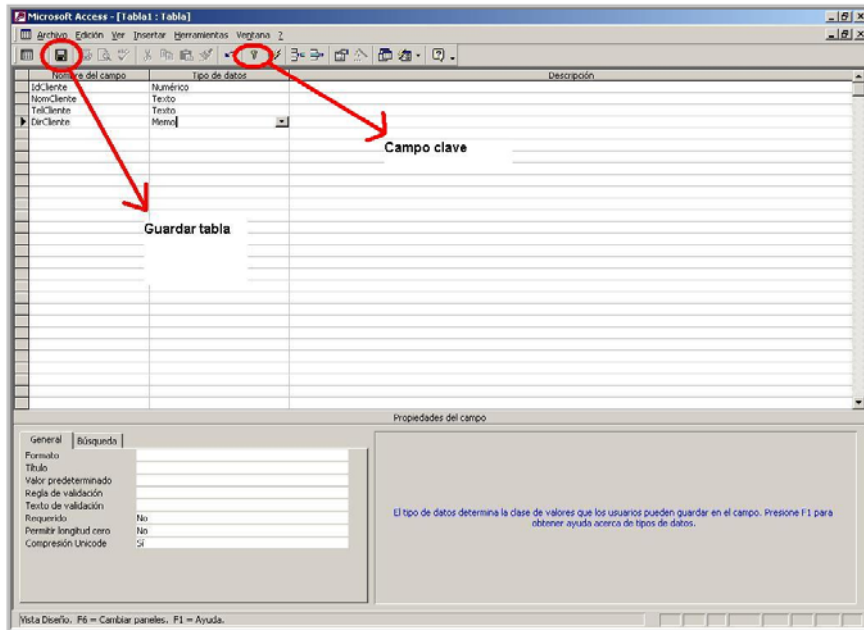 Microsoft Access - [Tabla1 : Tabla]
Archivo Edición Ver Insertar Herramientas Ventana ?
Nombre del campo Tipo de datos Descripción
IdCliente Numérico
NomCliente Texto
TelCliente Texto
DirCliente Memo
Campo clave
Guardar tabla
Propiedades del campo
General Búsqueda
Formato
Título
Valor predeterminado
Regla de validación
Texto de validación
Requerido No
Permitir longitud cero No
Compresión Unicode Sí
El tipo de datos determina la clase de valores que los usuarios pueden guardar en el campo. Presione F1 para
obtener ayuda acerca de tipos de datos.
Vista Diseño. F6 = Cambiar paneles. F1 = Ayuda.